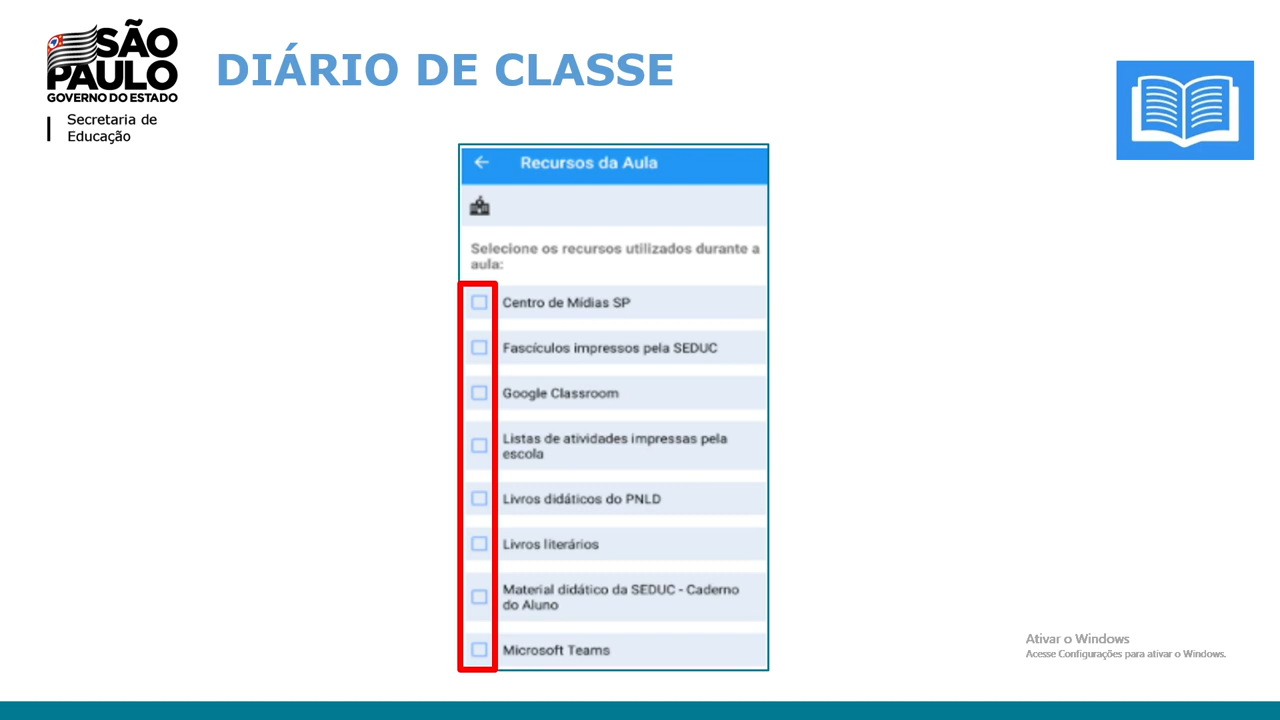 SÃO
PAULO
GOVERNO DO ESTADO
Secretaria de
Educação
DIÁRIO DE CLASSE
Recursos da Aula
Selecione os recursos utilizados durante a
aula:
Centro de Mídias SP
Fascículos impressos pela SEDUC
Google Classroom
Listas de atividades impressas pela
escola
Livros didáticos do PNLD
Livros literários
Material didático da SEDUC - Caderno
do Aluno
Microsoft Teams
Ativar o Windows
Acesse Configurações para ativar o Windows.